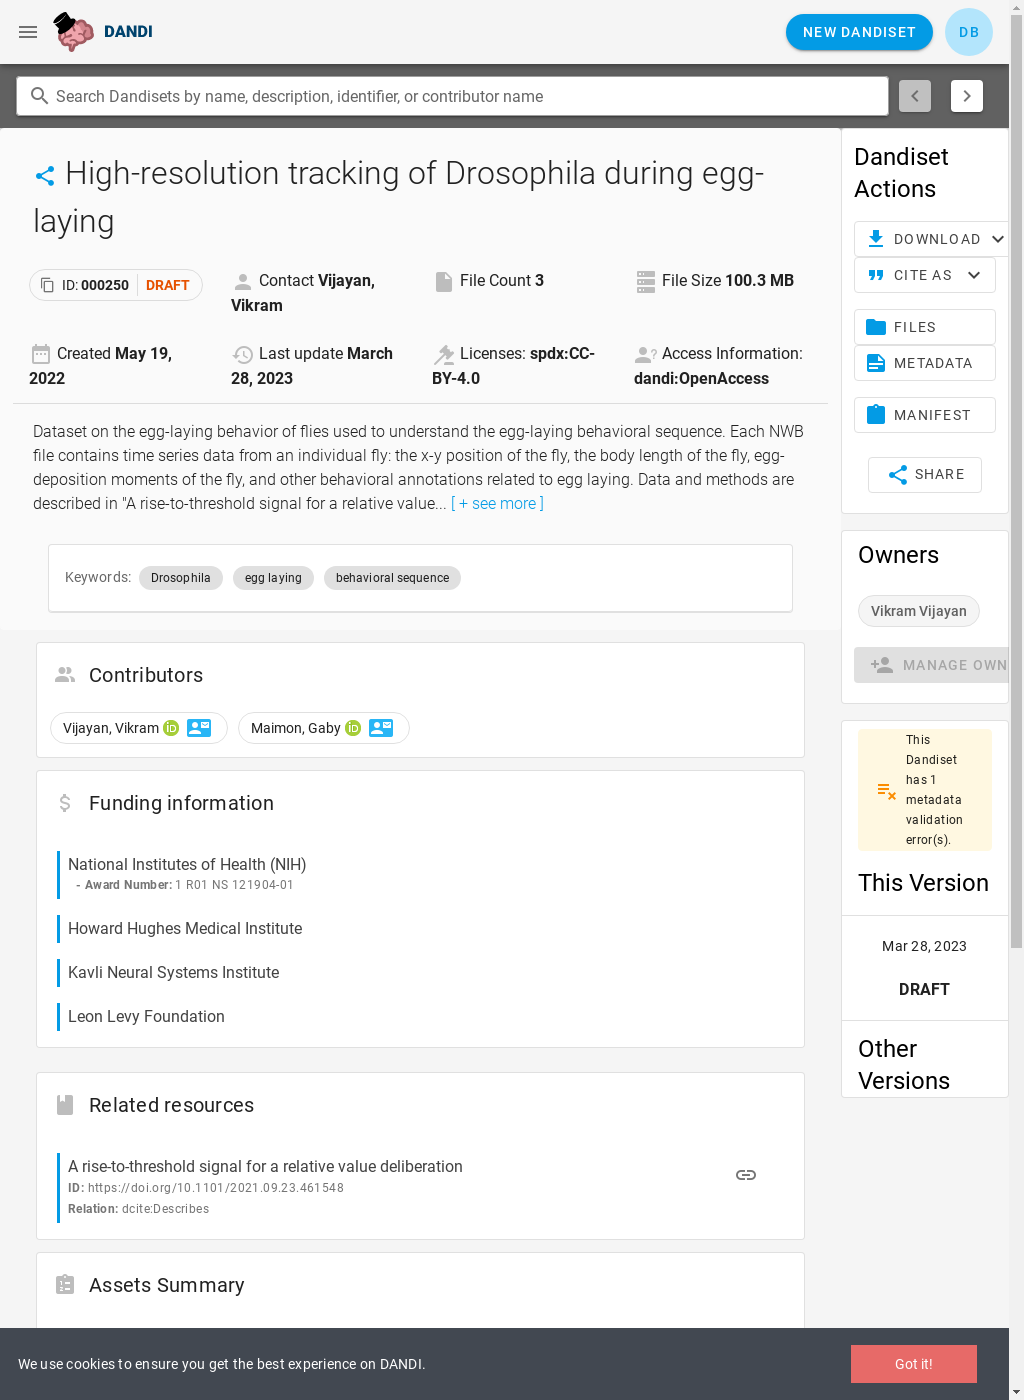 DANDI
NEW DANDISET
DB
Search Dandisets by name, description, identifier, or contributor name
High-resolution tracking of Drosophila during egg-
laying
ID: 000250 DRAFT
Contact Vijayan,
Vikram
File Count 3
File Size 100.3 MB
Created May 19,
2022
Last update March
28, 2023
Licenses: spdx:CC-
BY-4.0
Access Information:
dandi:OpenAccess
Dataset on the egg-laying behavior of flies used to understand the egg-laying behavioral sequence. Each NWB
file contains time series data from an individual fly: the x-y position of the fly, the body length of the fly, egg-
deposition moments of the fly, and other behavioral annotations related to egg laying. Data and methods are
described in "A rise-to-threshold signal for a relative value... [ + see more ]
Keywords: Drosophila egg laying behavioral sequence
Contributors
Vijayan, Vikram iD Maimon, Gaby iD
Funding information
National Institutes of Health (NIH)
- Award Number: 1 R01 NS 121904-01
Howard Hughes Medical Institute
Kavli Neural Systems Institute
Leon Levy Foundation
Related resources
A rise-to-threshold signal for a relative value deliberation
ID: https://doi.org/10.1101/2021.09.23.461548
Relation: dcite:Describes
Assets Summary
Dandiset
Actions
DOWNLOAD
CITE AS
FILES
METADATA
MANIFEST
SHARE
Owners
Vikram Vijayan
MANAGE OWN
This
Dandiset
has 1
metadata
validation
error(s).
This Version
Mar 28, 2023
DRAFT
Other
Versions
We use cookies to ensure you get the best experience on DANDI.
Got it!